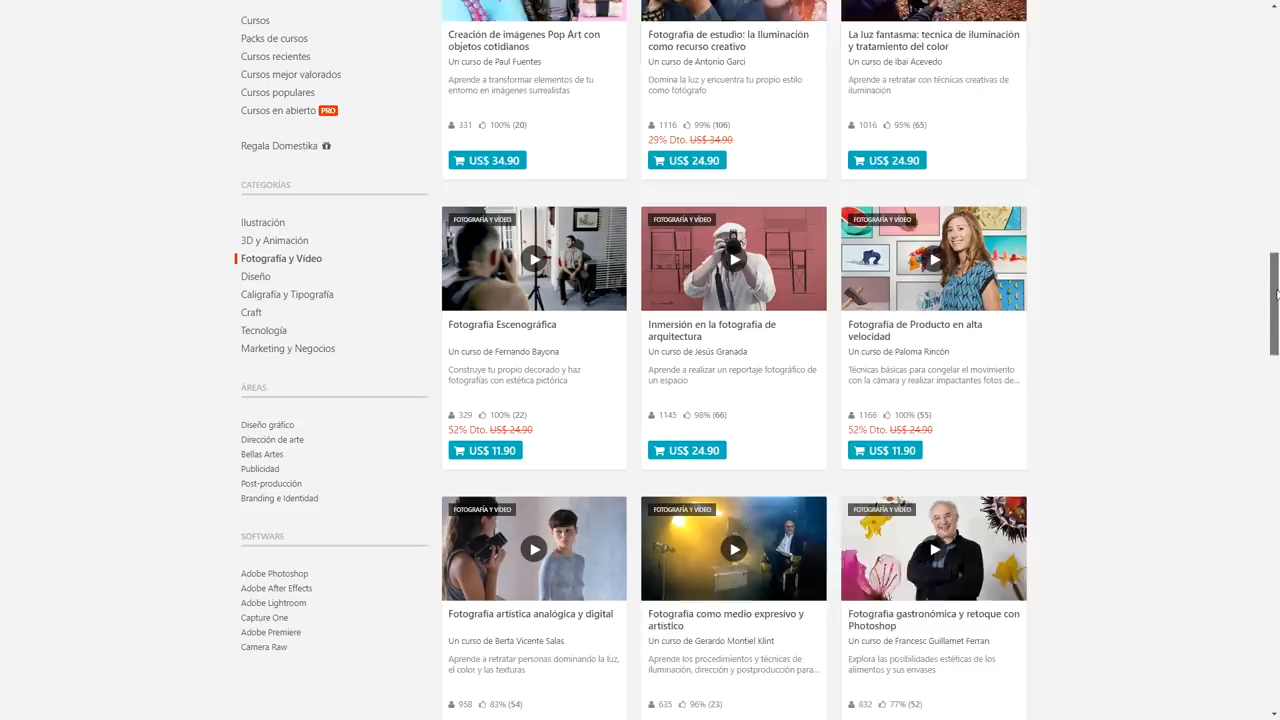 Cursos
Packs de cursos
Cursos recientes
Cursos mejor valorados
Cursos populares
Cursos en abierto PRO
Regala Domestika
CATEGORÍAS
Ilustración
3D y Animación
Fotografía y Vídeo
Diseño
Caligrafía y Tipografía
Craft
Tecnología
Marketing y Negocios
ÁREAS
Diseño gráfico
Dirección de arte
Bellas Artes
Publicidad
Post-producción
Branding e Identidad
SOFTWARE
Adobe Photoshop
Adobe After Effects
Adobe Lightroom
Capture One
Adobe Premiere
Camera Raw
Creación de imágenes Pop Art con
objetos cotidianos
Un curso de Paul Fuentes
Aprende a transformar elementos de tu
entorno en imágenes surrealistas
331 100% (20)
US$ 34.90
Fotografía de estudio: la Iluminación
como recurso creativo
Un curso de Antonio Garci
Domina la luz y encuentra tu propio estilo
como fotógrafo
1116 99% (106)
29% Dto. US$ 34.90
US$ 24.90
La luz fantasma: tecnica de iluminación
y tratamiento del color
Un curso de Ibai Acevedo
Aprende a retratar con técnicas creativas de
iluminación
1016 95% (65)
US$ 24.90
FOTOGRAFÍA Y VÍDEO
Fotografía Escenográfica
Un curso de Fernando Bayona
Construye tu propio decorado y haz
fotografías con estética pictórica
329 100% (22)
52% Dto. US$ 24.90
US$ 11.90
FOTOGRAFÍA Y VÍDEO
Inmersión en la fotografía de
arquitectura
Un curso de Jesús Granada
Aprende a realizar un reportaje fotográfico de
un espacio
1145 98% (66)
US$ 24.90
FOTOGRAFÍA Y VÍDEO
Fotografía de Producto en alta
velocidad
Un curso de Paloma Rincón
Técnicas básicas para congelar el movimiento
con la cámara y realizar impactantes fotos de...
1166 100% (55)
52% Dto. US$ 24.90
US$ 11.90
FOTOGRAFÍA Y VÍDEO
Fotografía artística analógica y digital
Un curso de Berta Vicente Salas
Aprende a retratar personas dominando la luz,
el color y las texturas
958 83% (54)
FOTOGRAFÍA Y VÍDEO
Fotografía como medio expresivo y
artístico
Un curso de Gerardo Montiel Klint
Aprende los procedimientos y técnicas de
iluminación, dirección y postproducción para...
635 96% (23)
FOTOGRAFÍA Y VÍDEO
Fotografía gastronómica y retoque con
Photoshop
Un curso de Francesc Guillamet Ferran
Explora las posibilidades estéticas de los
alimentos y sus envases
832 77% (52)